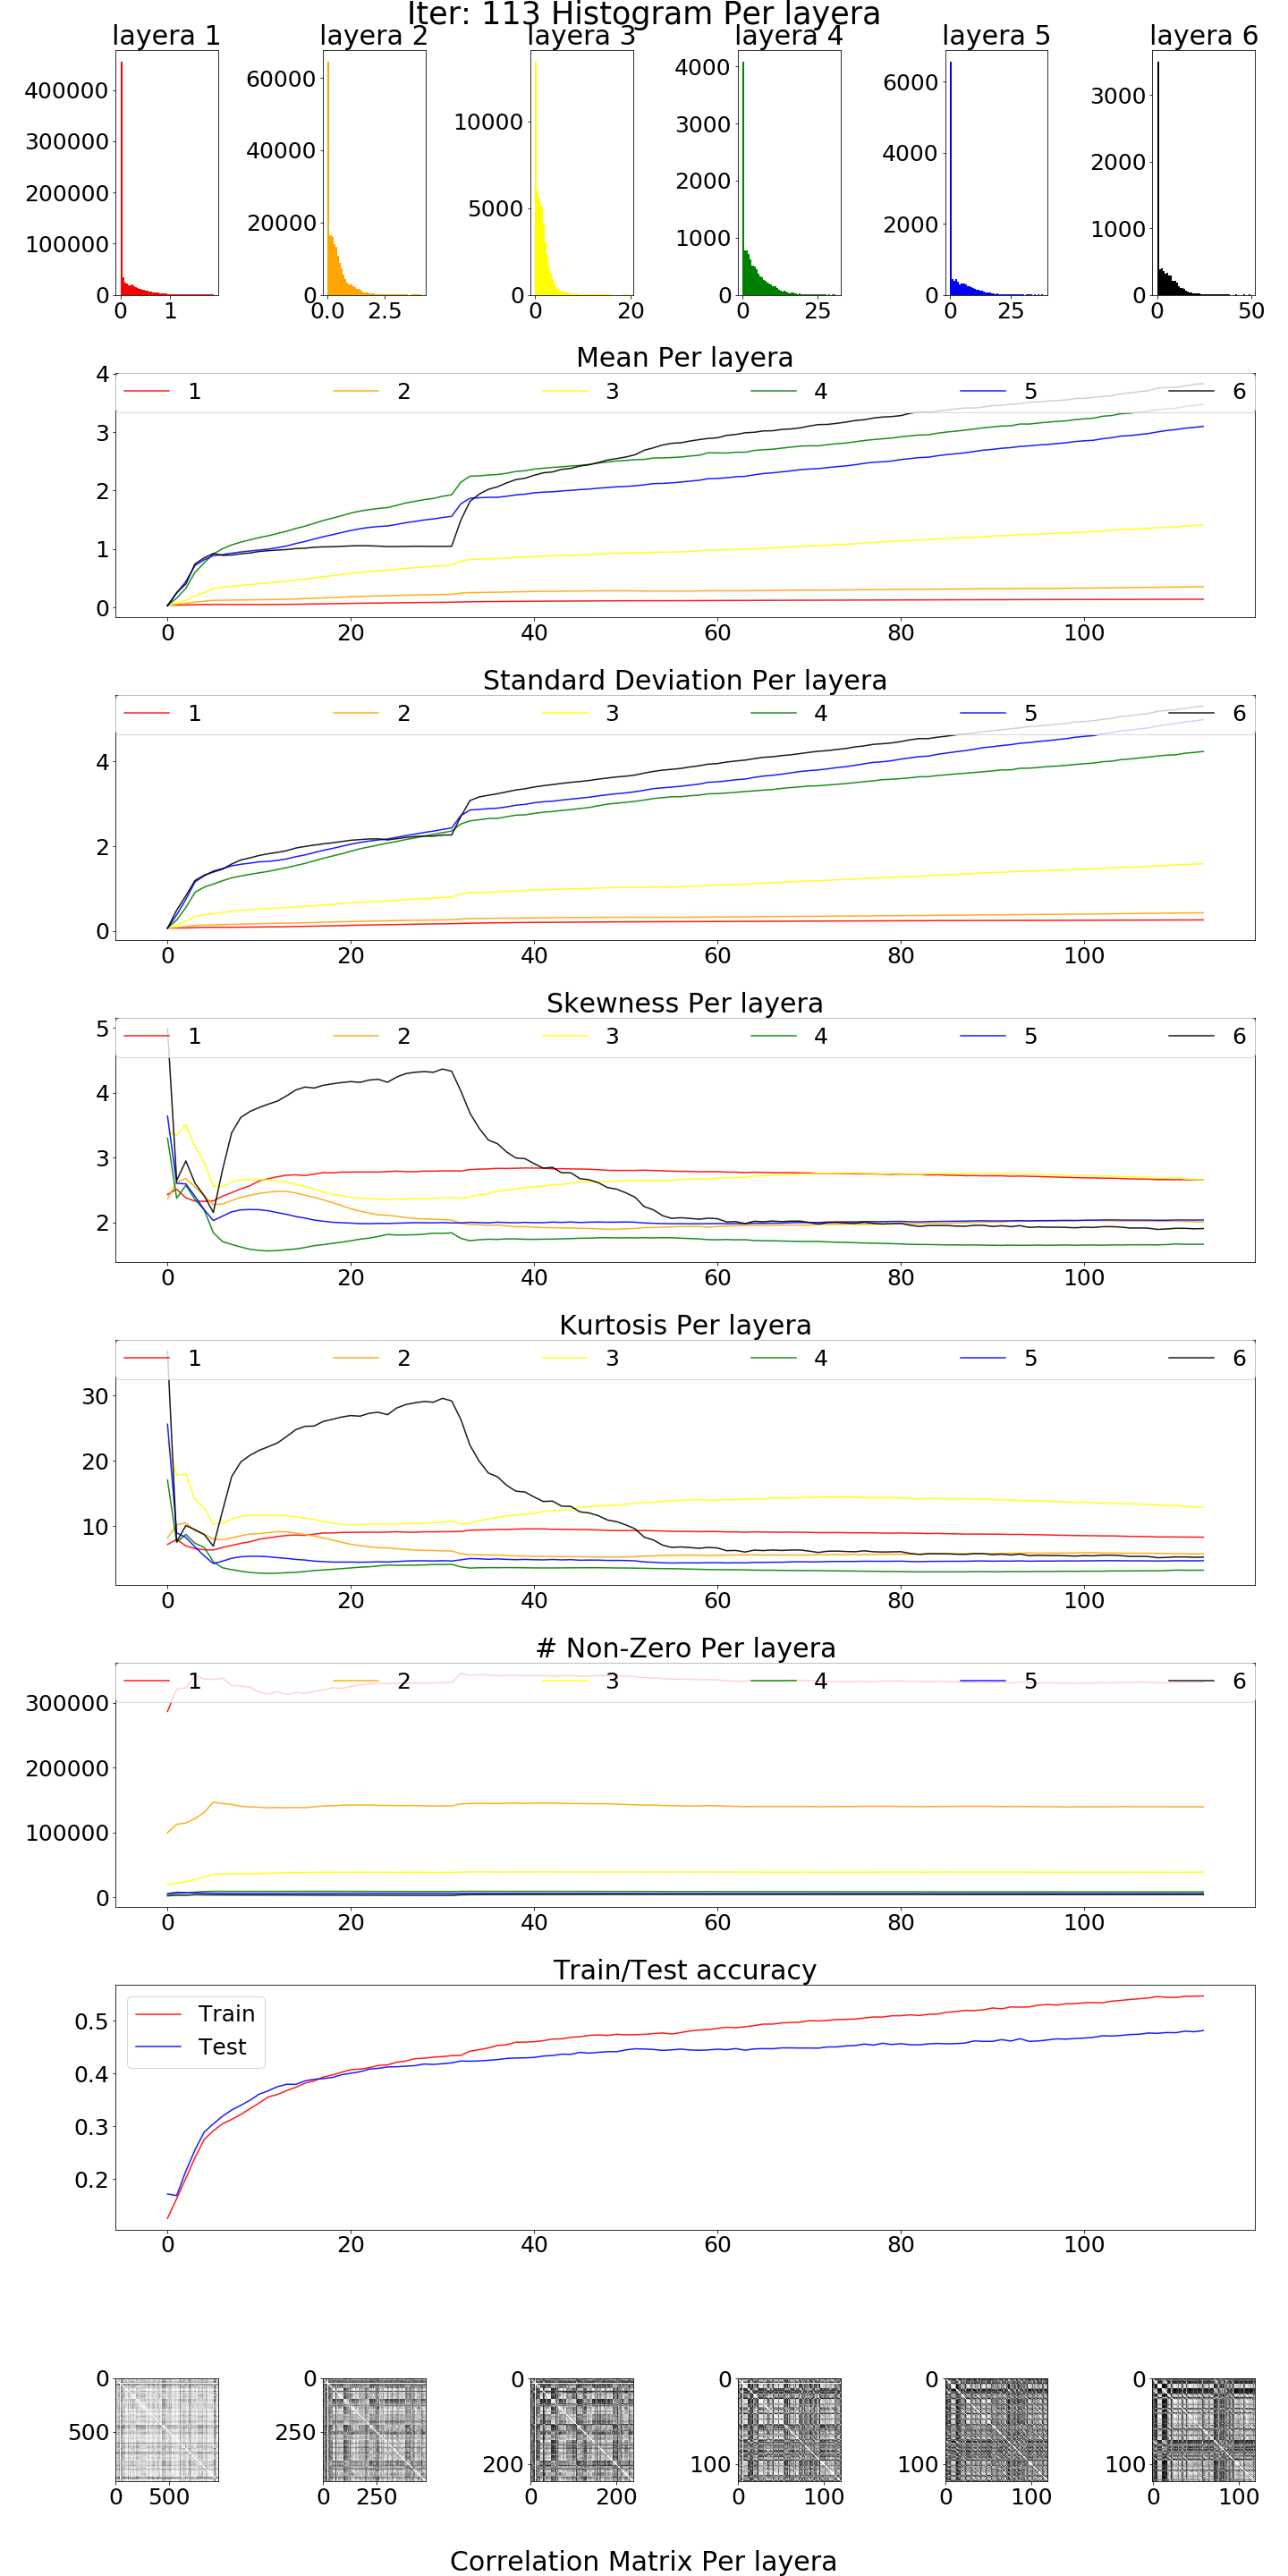 Iter: 113 Histogram Per layera
layera 1 layera 2 layera 3 layera 4 layera 5 layera 6
400000 300000 200000 100000 0
0 1
60000 40000 20000 0
0.0 2.5
10000 5000 0
0 20
4000 3000 2000 1000 0
0 25
6000 4000 2000 0
0 25
3000 2000 1000 0
0 50
Mean Per layera
1 2 3 4 5 6
4
3
2
1
0
0 20 40 60 80 100
Standard Deviation Per layera
1 2 3 4 5 6
4
2
0
0 20 40 60 80 100
Skewness Per layera
1 2 3 4 5 6
5
4
3
2
0 20 40 60 80 100
Kurtosis Per layera
1 2 3 4 5 6
30
20
10
0 20 40 60 80 100
# Non-Zero Per layera
1 2 3 4 5 6
300000
200000
100000
0
0 20 40 60 80 100
Train/Test accuracy
Train
Test
0.5
0.4
0.3
0.2
0 20 40 60 80 100
0 500
0 500
0 250
0 250
0 200
0 200
0 100
0 100
0 100
0 100
0 100
0 100
Correlation Matrix Per layera